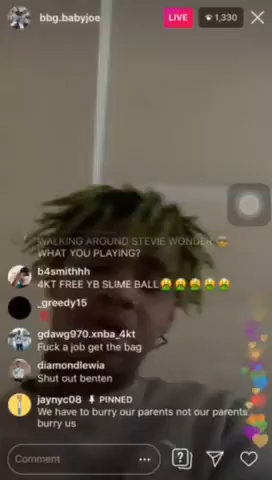 bbg.babyjoe
LIVE
1,330
WALKING AROUND STEVIE WONDER
WHAT YOU PLAYING?
b4smithhh
4KT FREE YB SLIME BALL🤮🤮🤮🤮🤮
_greedy15
gdawg970.xnba_4kt
Fuck a job get the bag
diamondlewia
Shut out benten
jaynyc08 PINNED
We have to burry our parents not our parents
burry us
Comment